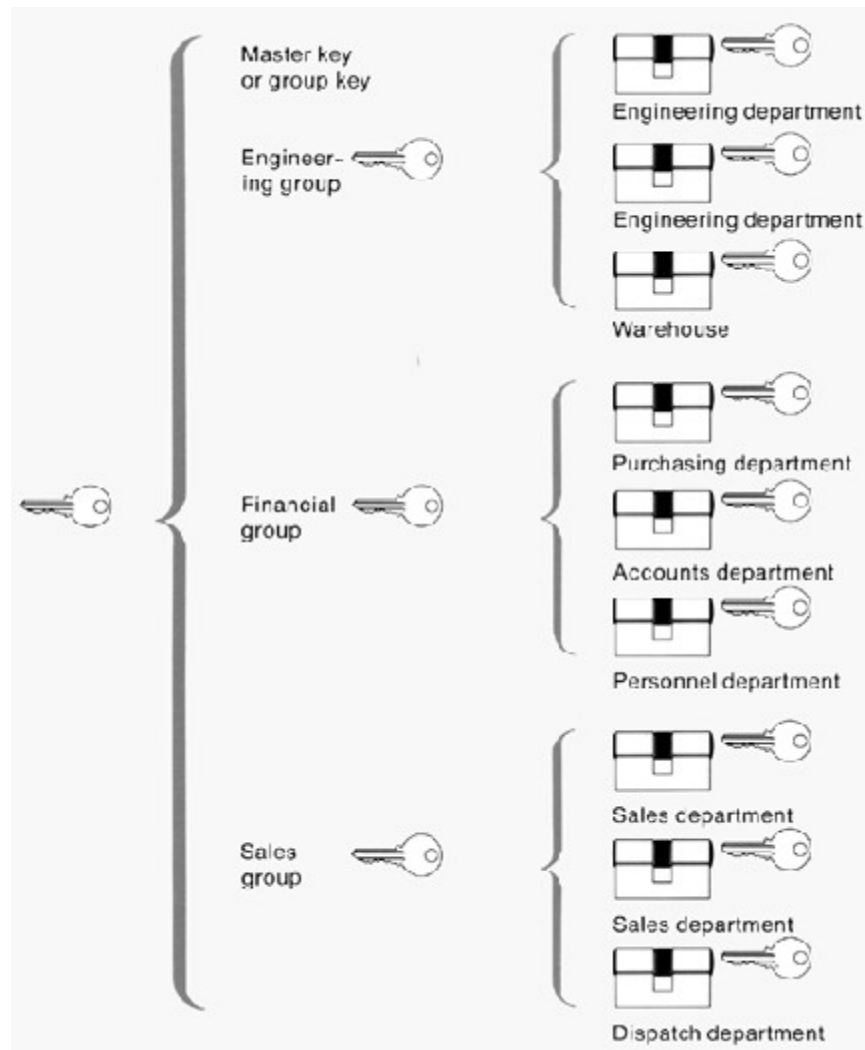 Master key
or group key
Engineer-
ing group
Engineering department
Engineering department
Warehouse
Financial
group
Purchasing department
Accounts department
Personnel department
Sales
group
Sales department
Sales department
Dispatch department